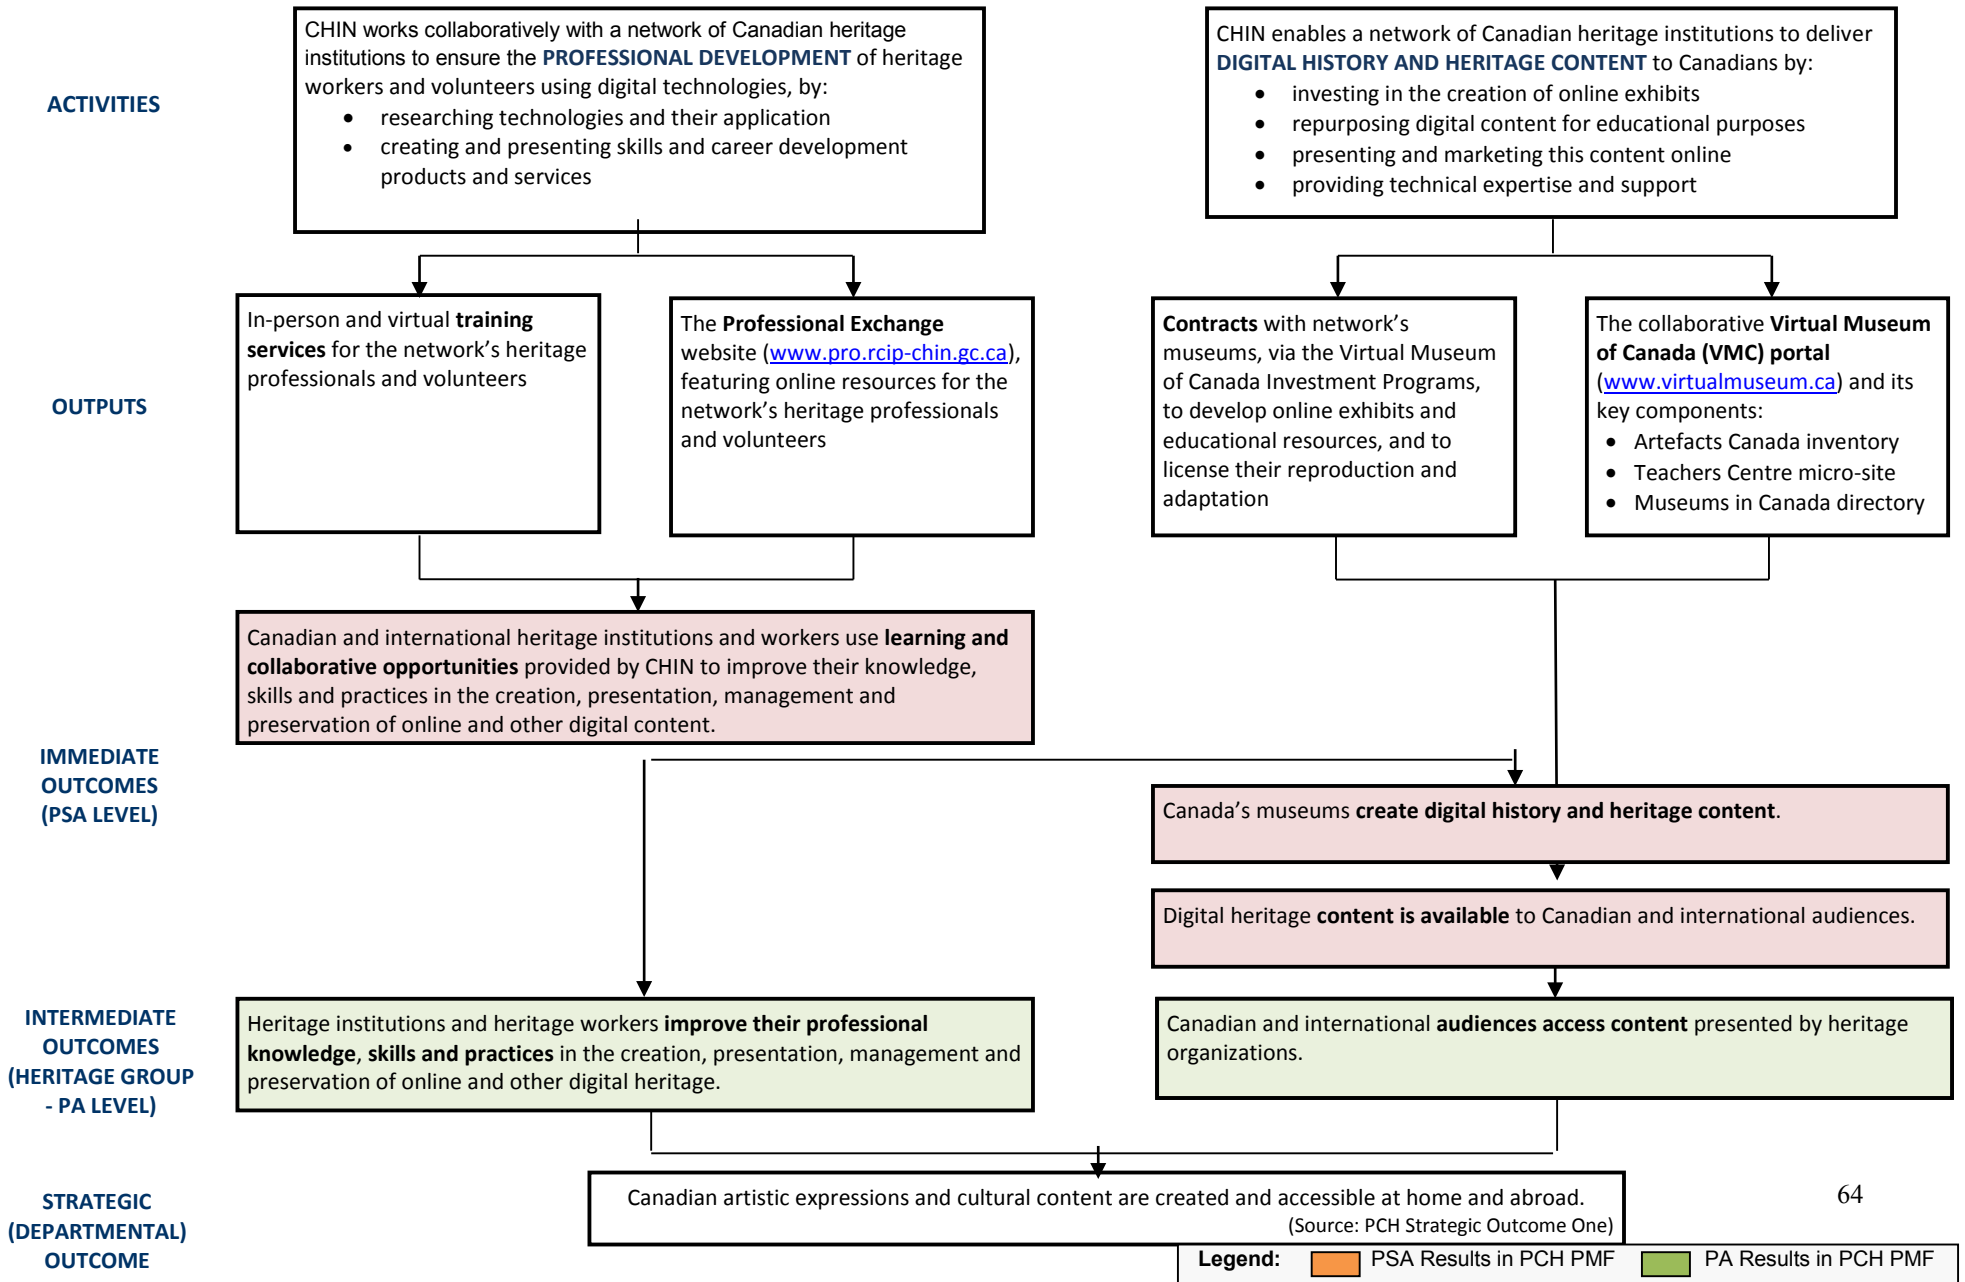 ACTIVITIES
CHIN works collaboratively with a network of Canadian heritage
institutions to ensure the PROFESSIONAL DEVELOPMENT of heritage
workers and volunteers using digital technologies, by:
• researching technologies and their application
• creating and presenting skills and career development
products and services
CHIN enables a network of Canadian heritage institutions to deliver
DIGITAL HISTORY AND HERITAGE CONTENT to Canadians by:
• investing in the creation of online exhibits
• repurposing digital content for educational purposes
• presenting and marketing this content online
• providing technical expertise and support
OUTPUTS
In-person and virtual training
services for the network’s heritage
professionals and volunteers
The Professional Exchange
website (www.pro.rcip-chin.gc.ca),
featuring online resources for the
network’s heritage professionals
and volunteers
Contracts with network’s
museums, via the Virtual Museum
of Canada Investment Programs,
to develop online exhibits and
educational resources, and to
license their reproduction and
adaptation
The collaborative Virtual Museum
of Canada (VMC) portal
(www.virtualmuseum.ca) and its
key components:
• Artefacts Canada inventory
• Teachers Centre micro-site
• Museums in Canada directory
IMMEDIATE
OUTCOMES
(PSA LEVEL)
Canadian and international heritage institutions and workers use learning and
collaborative opportunities provided by CHIN to improve their knowledge,
skills and practices in the creation, presentation, management and
preservation of online and other digital content.
Canada’s museums create digital history and heritage content.
Digital heritage content is available to Canadian and international audiences.
INTERMEDIATE
OUTCOMES
(HERITAGE GROUP
- PA LEVEL)
Heritage institutions and heritage workers improve their professional
knowledge, skills and practices in the creation, presentation, management and
preservation of online and other digital heritage.
Canadian and international audiences access content presented by heritage
organizations.
STRATEGIC
(DEPARTMENTAL)
OUTCOME
Canadian artistic expressions and cultural content are created and accessible at home and abroad.
(Source: PCH Strategic Outcome One)
64
Legend: PSA Results in PCH PMF PA Results in PCH PMF